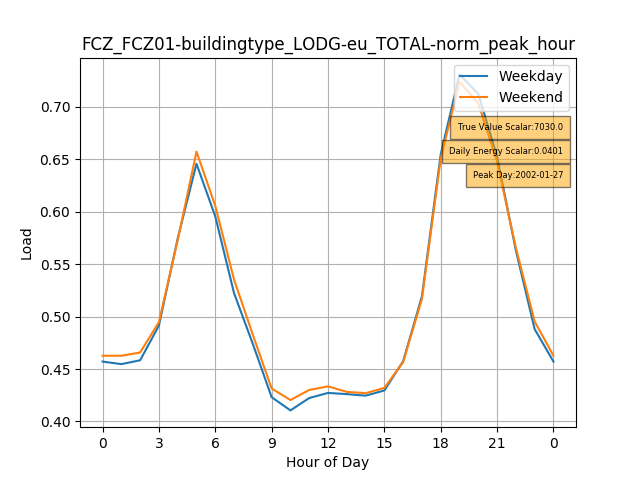 FCZ_FCZ01-buildingtype_LODG-eu_TOTAL-norm_peak_hour
Weekday
Weekend
True Value Scalar:7030.0
Daily Energy Scalar:0.0401
Peak Day:2002-01-27
0.70
0.65
0.60
0.55
0.50
0.45
0.40
Load
0 3 6 9 12 15 18 21 0
Hour of Day